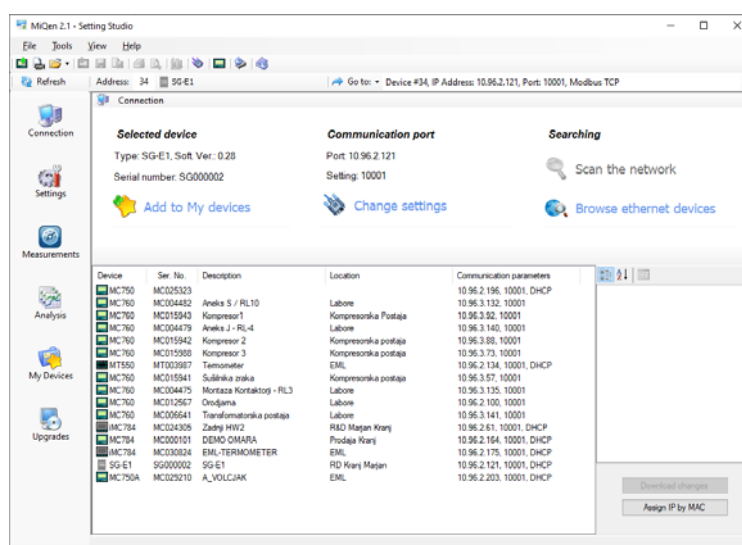 MiQen 2.1 - Setting Studio
File Tools View Help
Refresh Address: 34 SG-E1 Go to: Device #34, IP Address: 10.96.2.121, Port: 10001, Modbus TCP
Connection
Connection
Settings
Measurements
Analysis
My Devices
Upgrades
Selected device Communication port Searching
Type: SG-E1, Soft. Ver.: 0.28 Port: 10.96.2.121 Scan the network
Serial number: SG000002 Setting: 10001
Add to My devices Change settings Browse ethernet devices
Device Ser. No. Description Location Communication parameters
MC750 MC025323 10.96.2.196, 10001, DHCP
MC760 MC004482 Aneks S / RL10 Labore 10.96.3.132, 10001
MC760 MC015943 Kompresor1 Kompresorska Postaja 10.96.3.92, 10001
MC760 MC004479 Aneks J - RL-4 Labore 10.96.3.140, 10001
MC760 MC015942 Kompresor 2 Kompresorska postaja 10.96.3.88, 10001
MC760 MC015988 Kompresor 3 Kompresorska postaja 10.96.3.73, 10001
MT550 MT003987 Termometer EML 10.96.2.134, 10001, DHCP
MC760 MC015941 Sušilnika zraka Kompresorska postaja 10.96.3.57, 10001
MC760 MC004475 Montaza Kontaktorji - RL3 Labore 10.96.3.135, 10001
MC760 MC012567 Orodjarna Labore 10.96.2.100, 10001
MC760 MC006641 Transformatorska postaja Labore 10.96.3.141, 10001
iMC784 MC024305 Zadnji HW2 R&D Marjan Kranj 10.96.2.61, 10001, DHCP
MC784 MC000101 DEMO OMARA Prodaja Kranj 10.96.2.164, 10001, DHCP
iMC784 MC030824 EML-TERMOMETER EML 10.96.2.175, 10001, DHCP
SG-E1 SG000002 SG-E1 RD Kranj Marjan 10.96.2.121, 10001, DHCP
MC750A MC029210 A_VOLCJAK EML 10.96.2.203, 10001, DHCP
Download changes
Assign IP by MAC